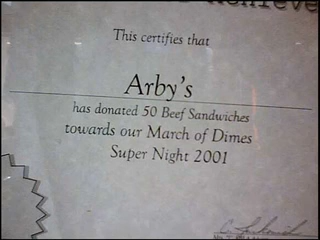 This certifies that
Arby's
has donated 50 Beef Sandwiches
towards our March of Dimes
Super Night 2001